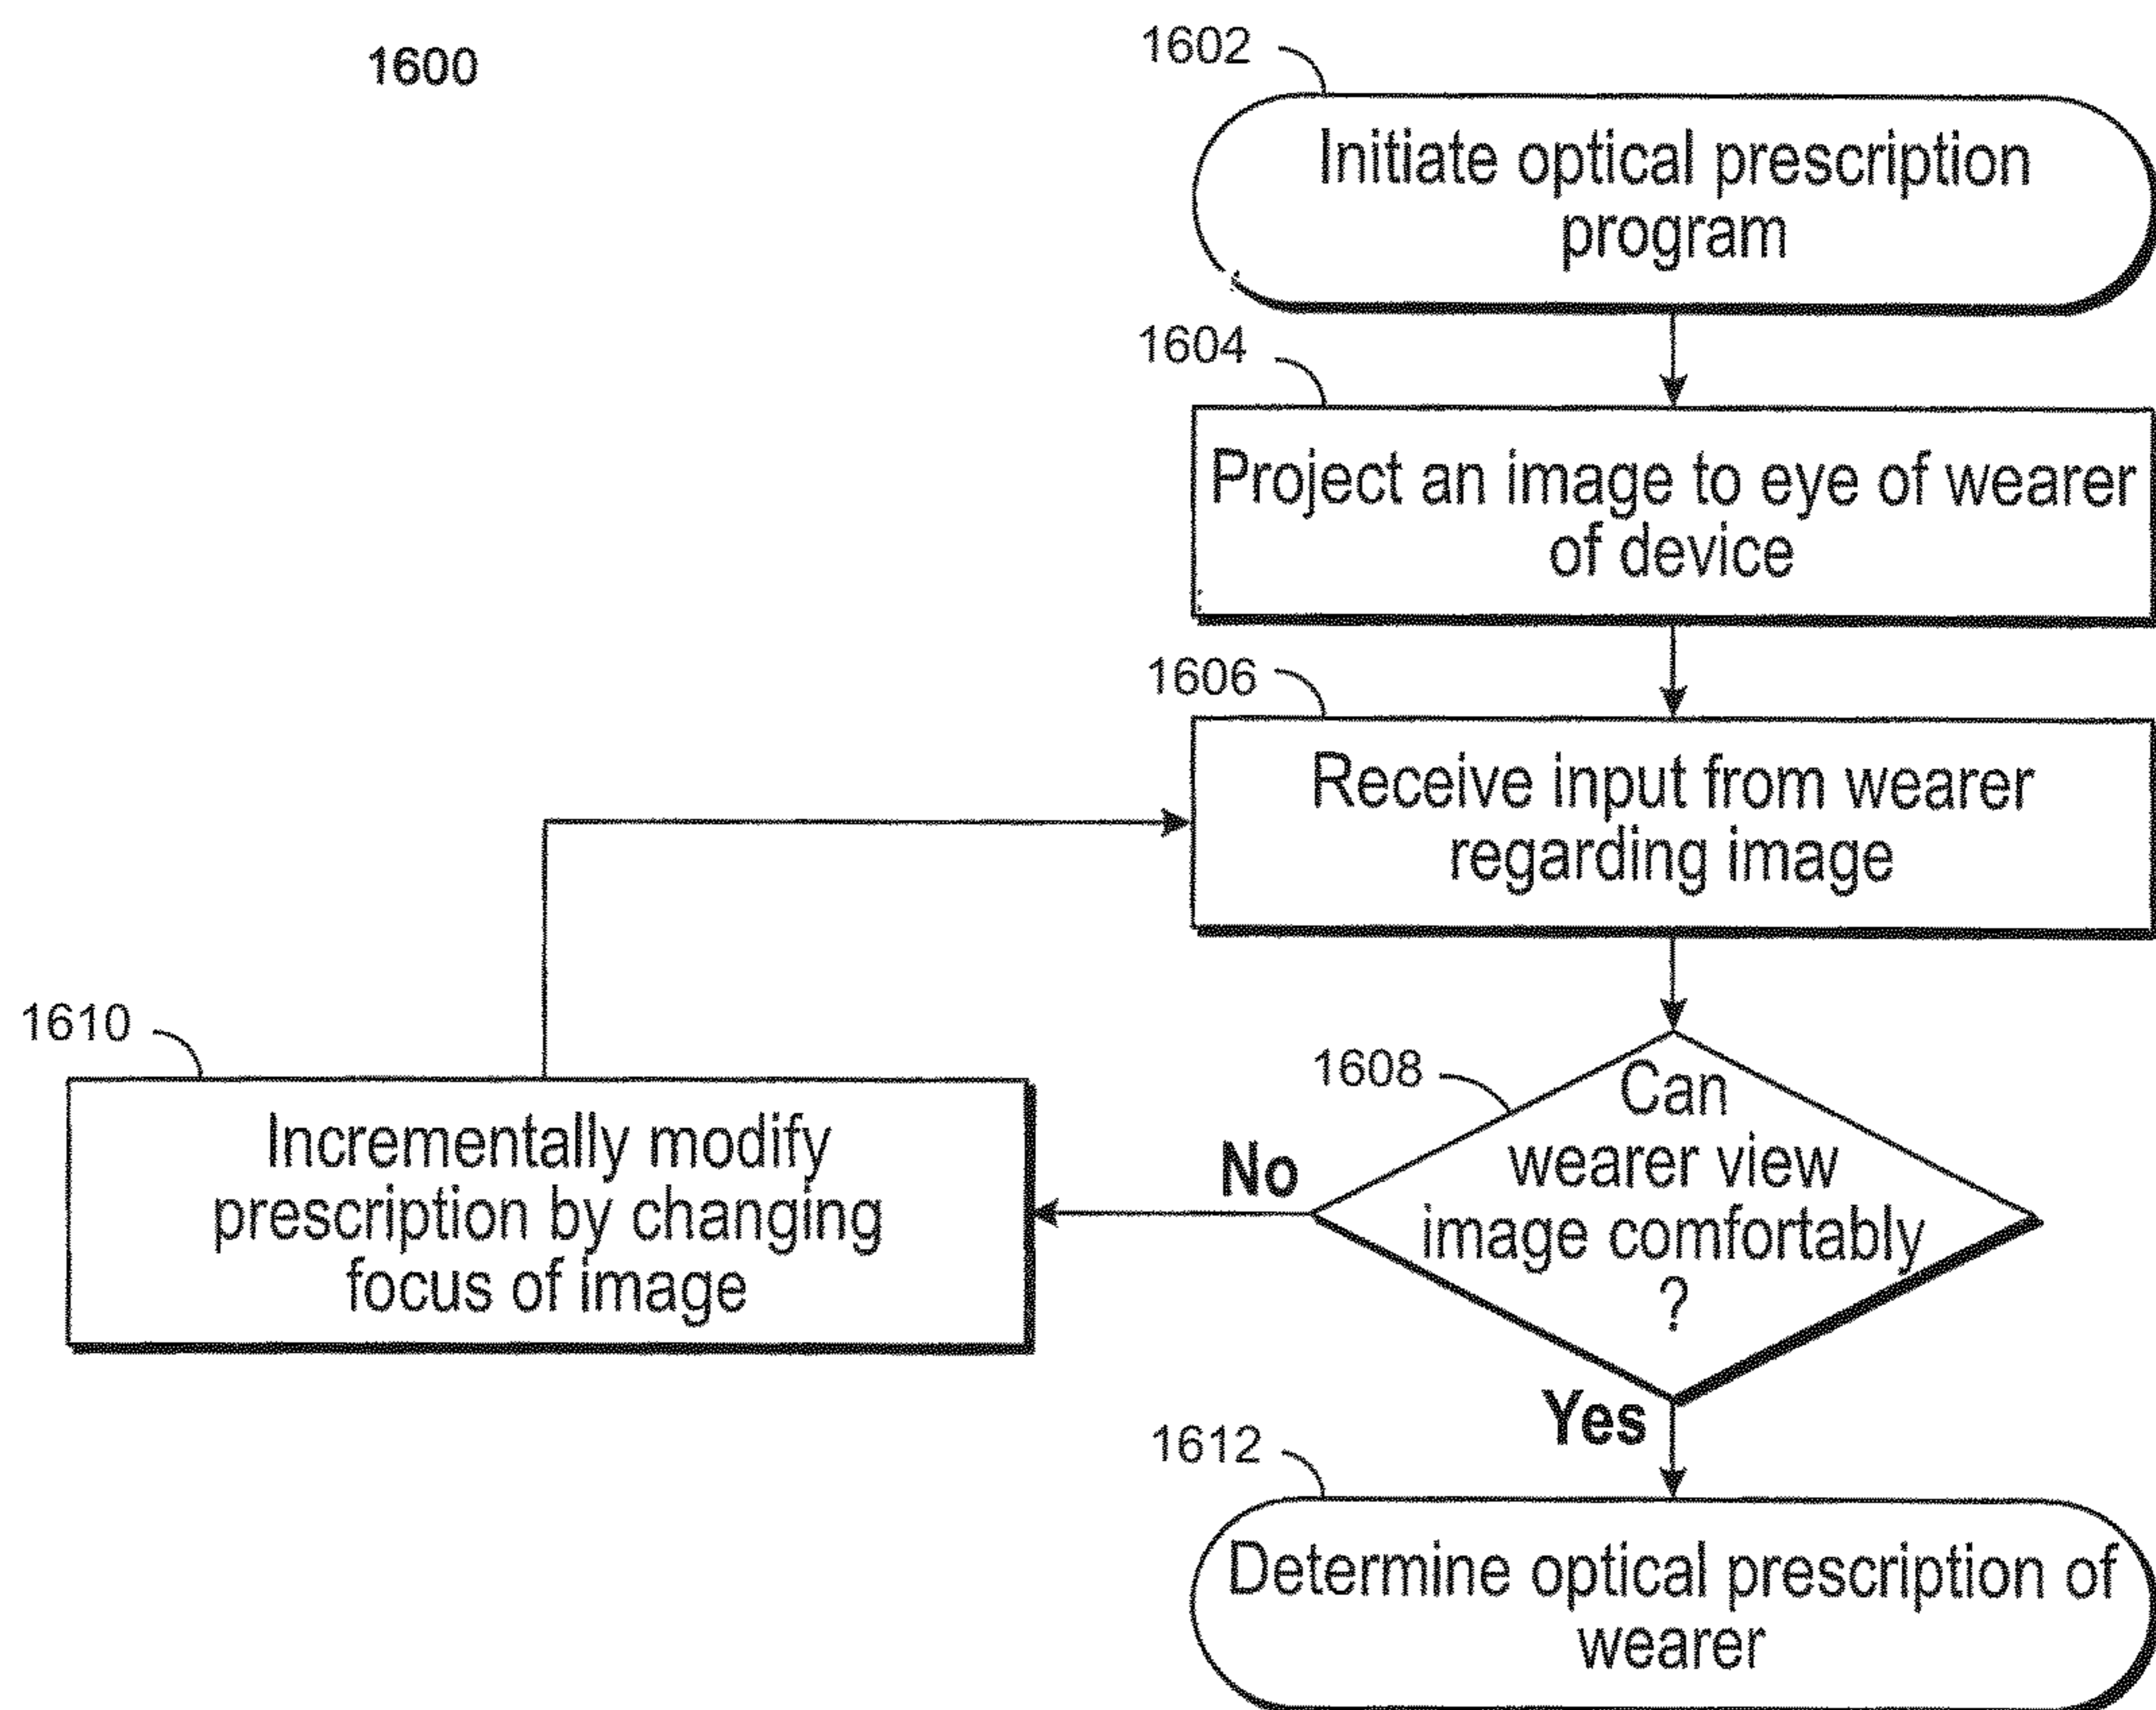 1600
1602
Initiate optical prescription
program
1604
Project an image to eye of wearer
of device
1606
Receive input from wearer
regarding image
1608
Can
wearer view
image comfortably
?
No
1610
Incrementally modify
prescription by changing
focus of image
Yes
1612
Determine optical prescription of
wearer